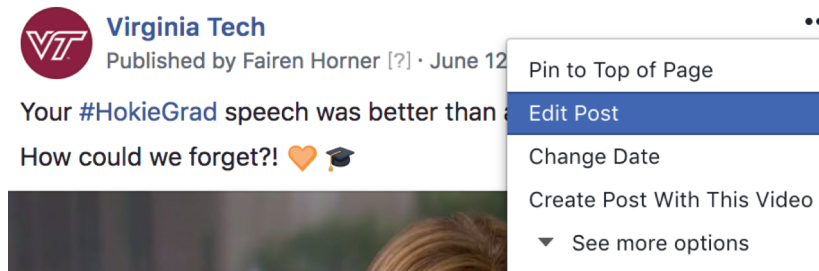 VT
Virginia Tech
Published by Fairen Horner [?] · June 12
Your #HokieGrad speech was better than
How could we forget?! 🧡 🎓
Pin to Top of Page
Edit Post
Change Date
Create Post With This Video
See more options